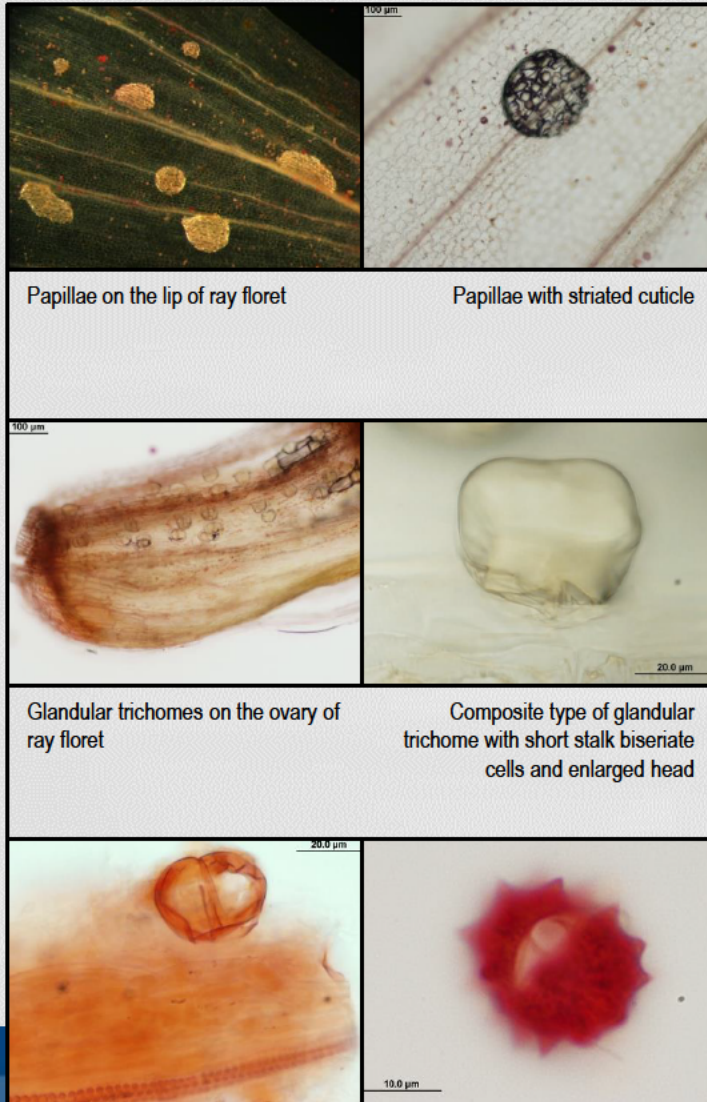 100 µm
Papillae on the lip of ray floret
Papillae with striated cuticle
100 µm
20.0 µm
Glandular trichomes on the ovary of
ray floret
Composite type of glandular
trichome with short stalk biseriate
cells and enlarged head
20.0 µm
10.0 µm